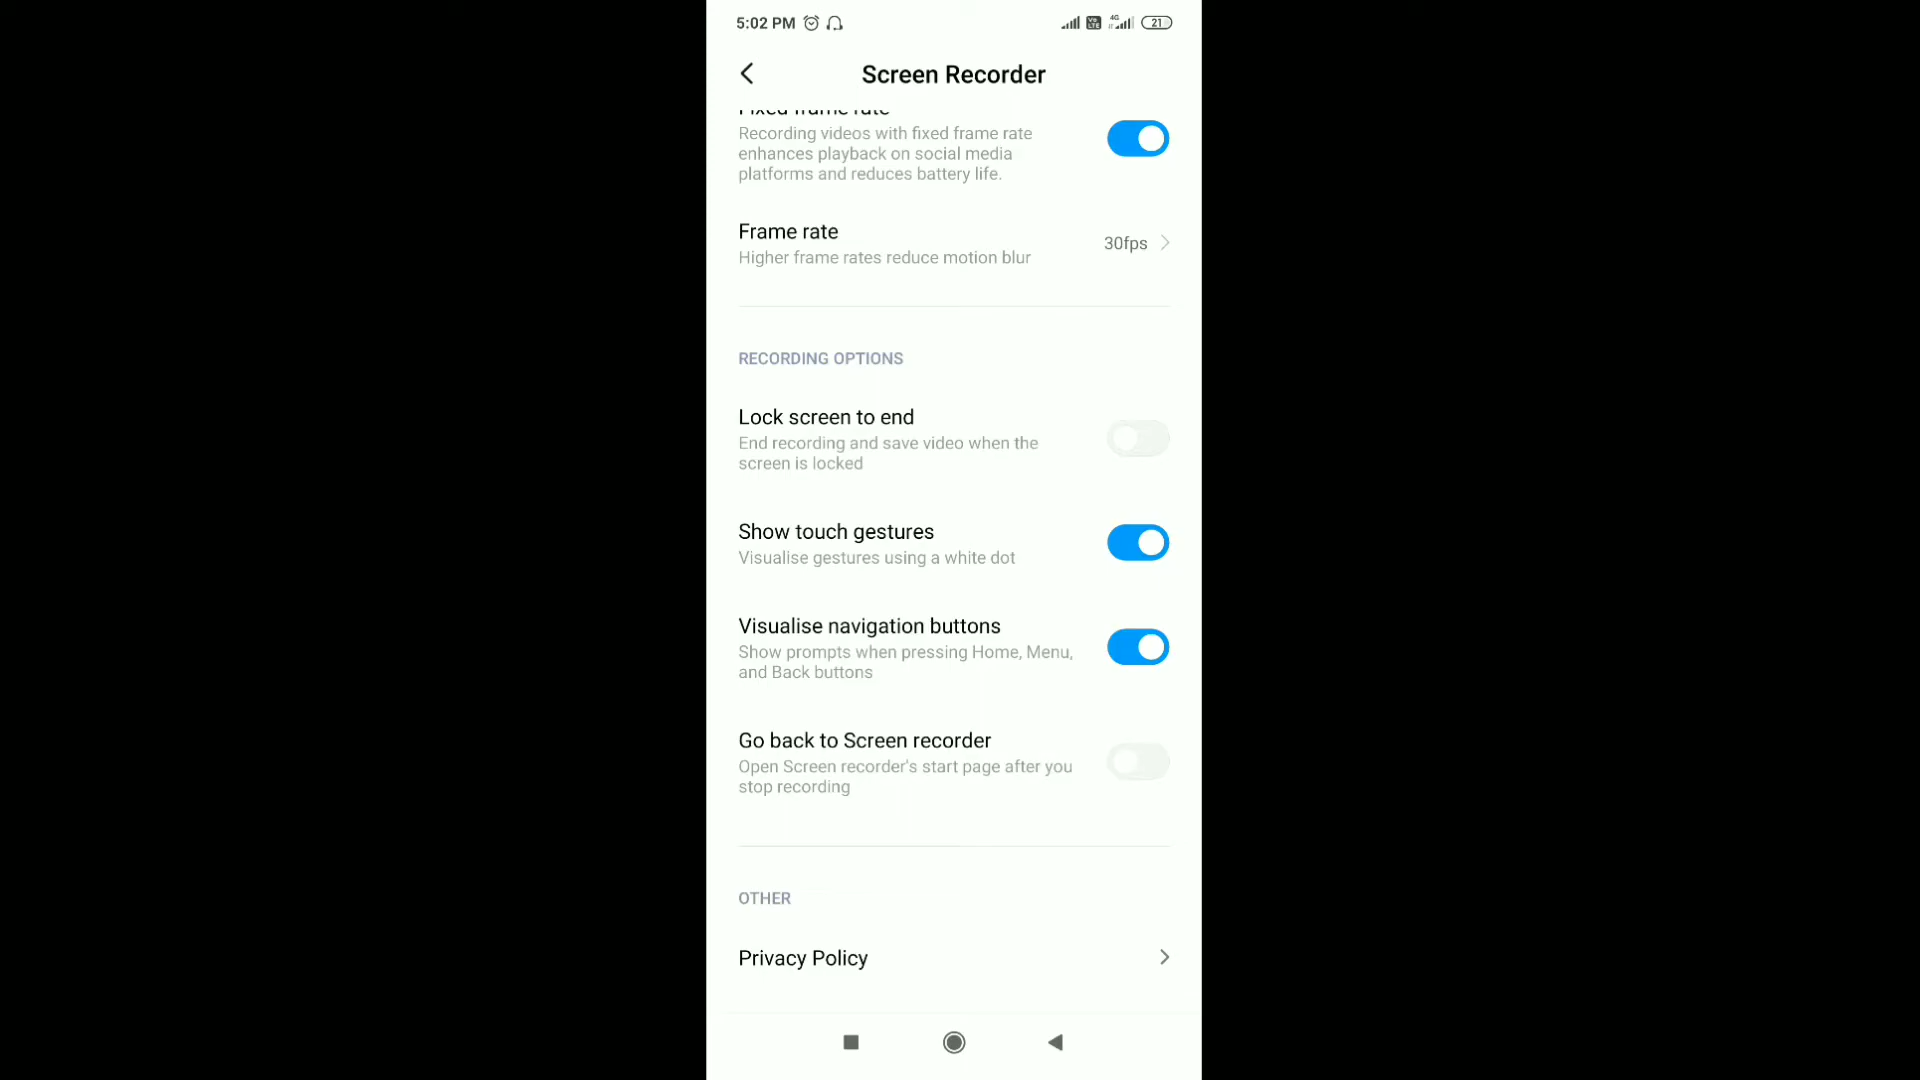 5:02 PM
Vo LTE
4G
21
Screen Recorder
Fixed frame rate
Recording videos with fixed frame rate
enhances playback on social media
platforms and reduces battery life.
Frame rate
30fps
Higher frame rates reduce motion blur
RECORDING OPTIONS
Lock screen to end
End recording and save video when the
screen is locked
Show touch gestures
Visualise gestures using a white dot
Visualise navigation buttons
Show prompts when pressing Home, Menu,
and Back buttons
Go back to Screen recorder
Open Screen recorder's start page after you
stop recording
OTHER
Privacy Policy